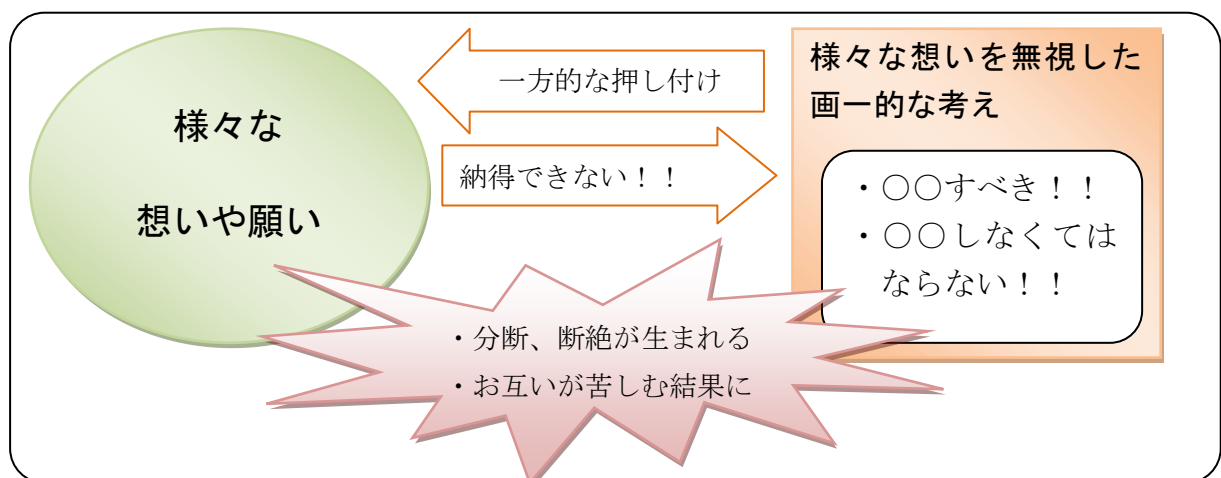 様々な
想いや願い
一方的な押し付け
納得できない！！
様々な想いを無視した
画一的な考え
・〇〇すべき！！
・〇〇しなくては
ならない！！
・分断、断絶が生まれる
・お互いが苦しむ結果に